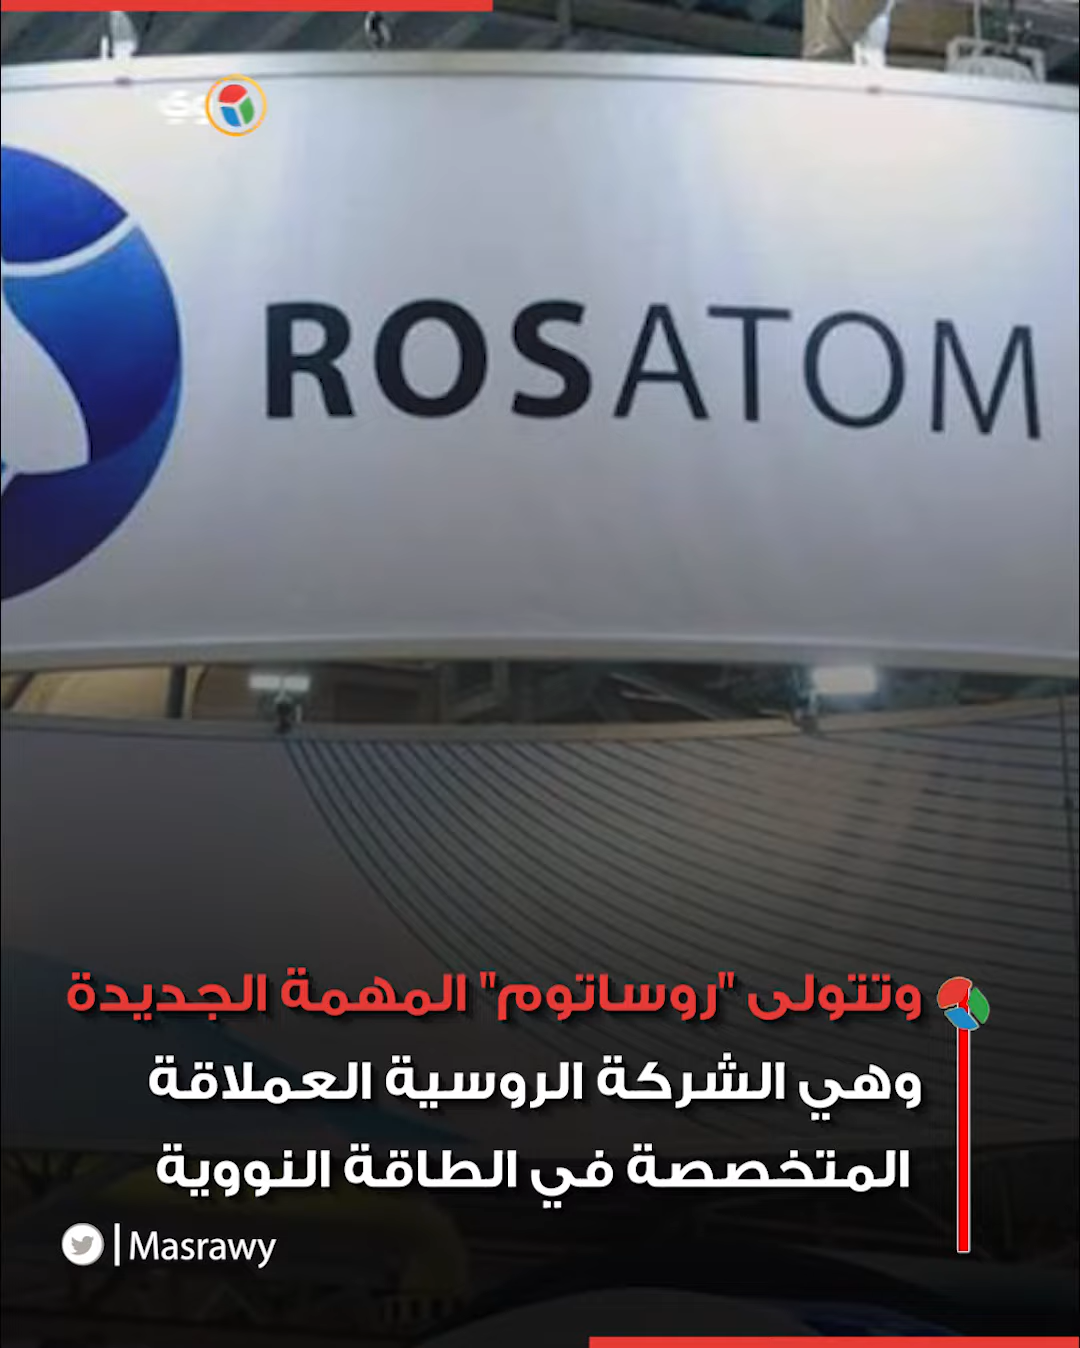 ROSATOM
وتتولى "روساتوم" المهمة الجديدة
وهي الشركة الروسية العملاقة
المتخصصة في الطاقة النووية
| Masrawy